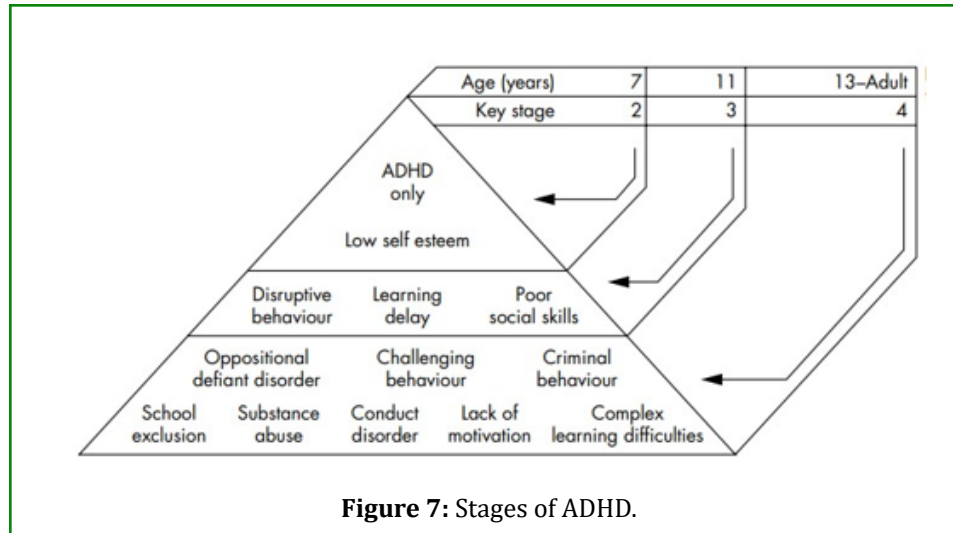 Age (years) 7 11 13–Adult
Key stage 2 3 4
ADHD
only
Low self esteem
Disruptive
behaviour
Learning
delay
Poor
social skills
Oppositional
defiant disorder
Challenging
behaviour
Criminal
behaviour
School
exclusion
Substance
abuse
Conduct
disorder
Lack of
motivation
Complex
learning difficulties
Figure 7: Stages of ADHD.